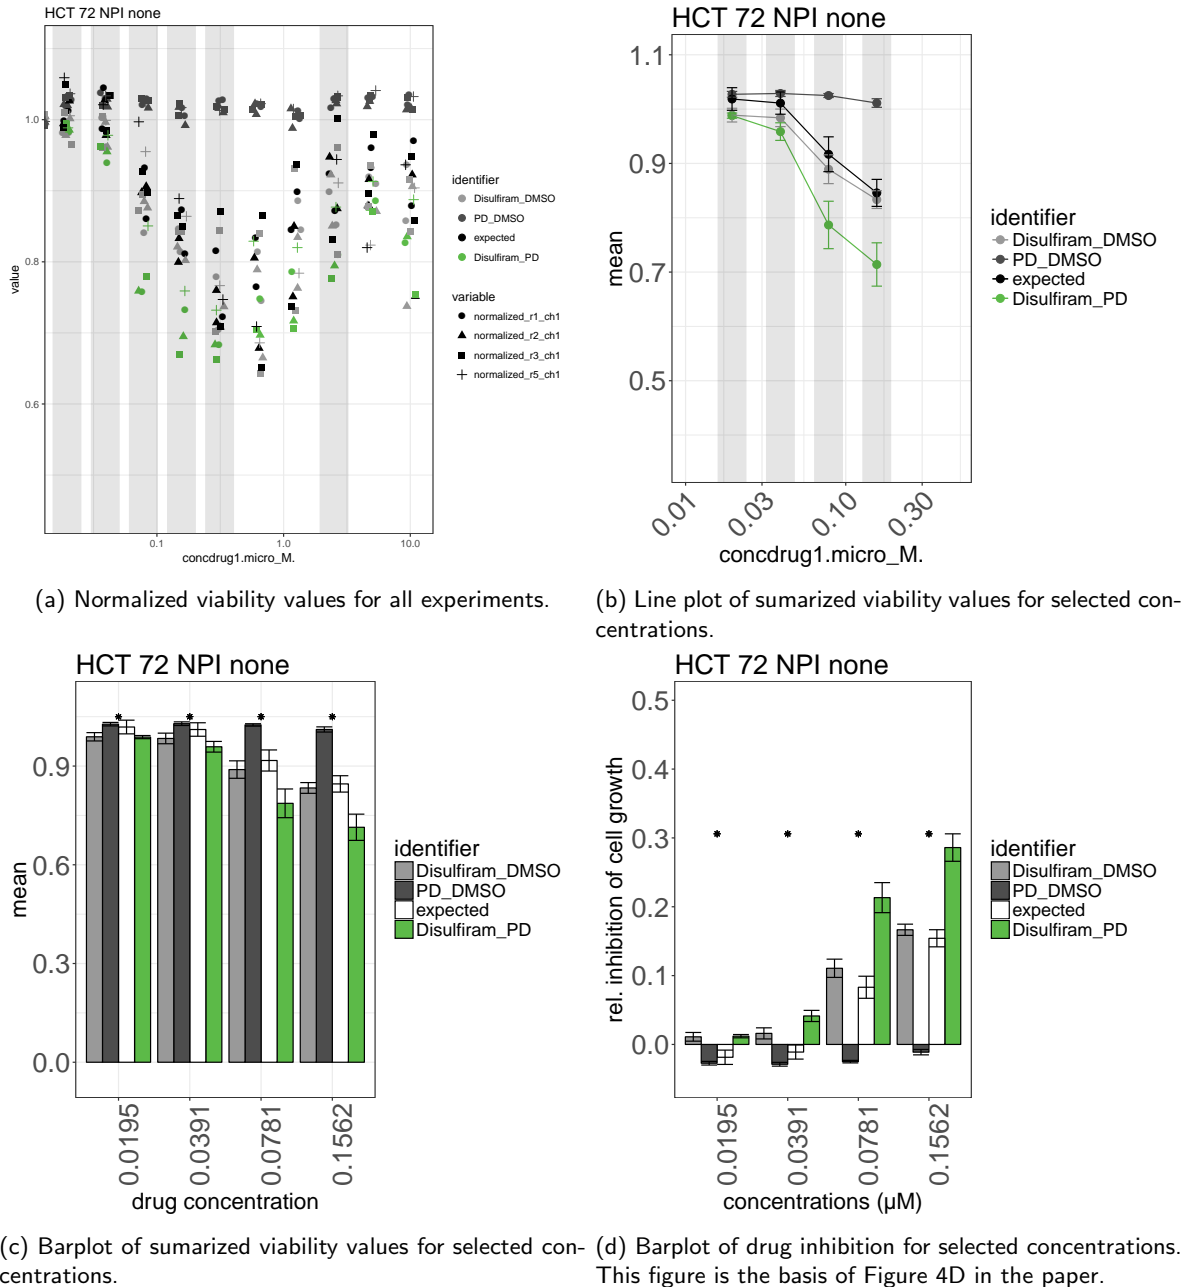 HCT 72 NPI none
1.0
0.8
0.6
value
0.1
1.0
10.0
concdrug1.micro_M.
identifier
Disulfiram_DMSO
PD_DMSO
expected
Disulfiram_PD
variable
normalized_r1_ch1
normalized_r2_ch1
normalized_r3_ch1
normalized_r5_ch1
(a) Normalized viability values for all experiments.
HCT 72 NPI none
1.1
0.9
0.7
0.5
mean
0.01
0.03
0.10
0.30
concdrug1.micro_M.
identifier
Disulfiram_DMSO
PD_DMSO
expected
Disulfiram_PD
(b) Line plot of sumarized viability values for selected con-
centrations.
HCT 72 NPI none
0.9
0.6
0.3
0.0
mean
* * * *
0.0195
0.0391
0.0781
0.1562
drug concentration
identifier
Disulfiram_DMSO
PD_DMSO
expected
Disulfiram_PD
(c) Barplot of sumarized viability values for selected con-
centrations.
HCT 72 NPI none
0.5
0.4
0.3
0.2
0.1
0.0
rel. inhibition of cell growth
* * * *
0.0195
0.0391
0.0781
0.1562
concentrations (µM)
identifier
Disulfiram_DMSO
PD_DMSO
expected
Disulfiram_PD
(d) Barplot of drug inhibition for selected concentrations.
This figure is the basis of Figure 4D in the paper.